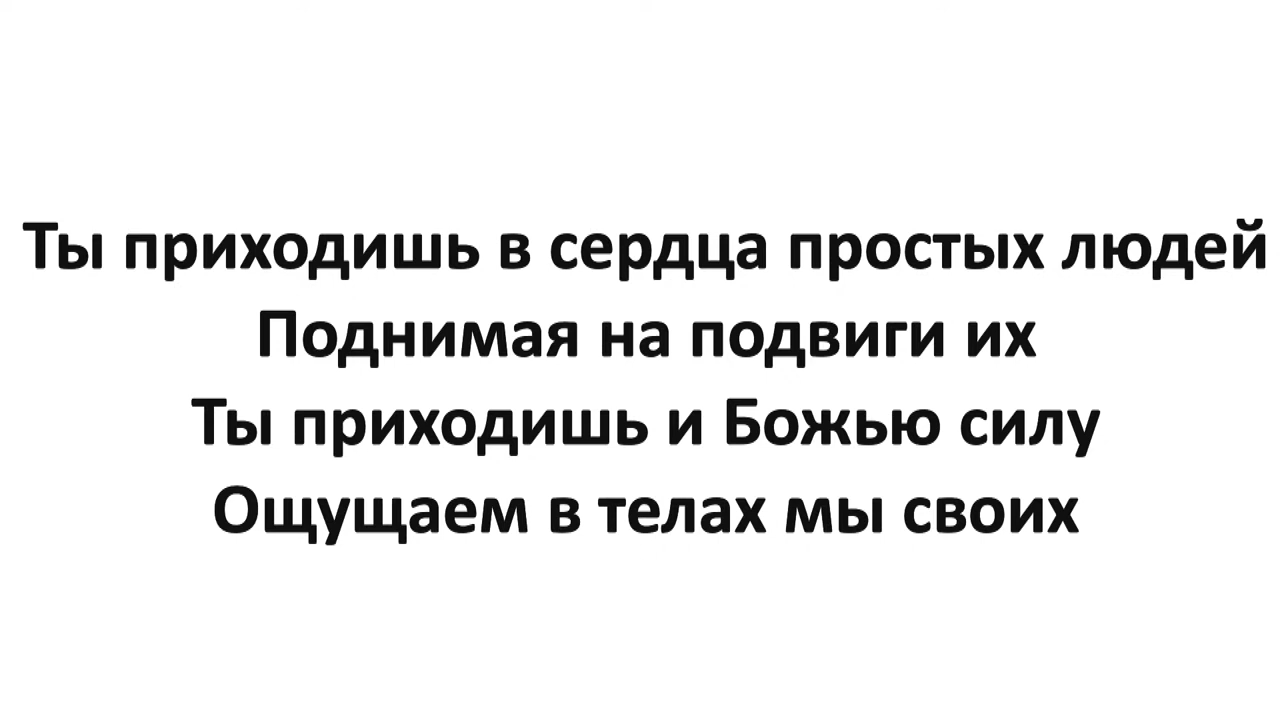 Ты приходишь в сердца простых людей
Поднимая на подвиги их
Ты приходишь и Божью силу
Ощущаем в телах мы своих